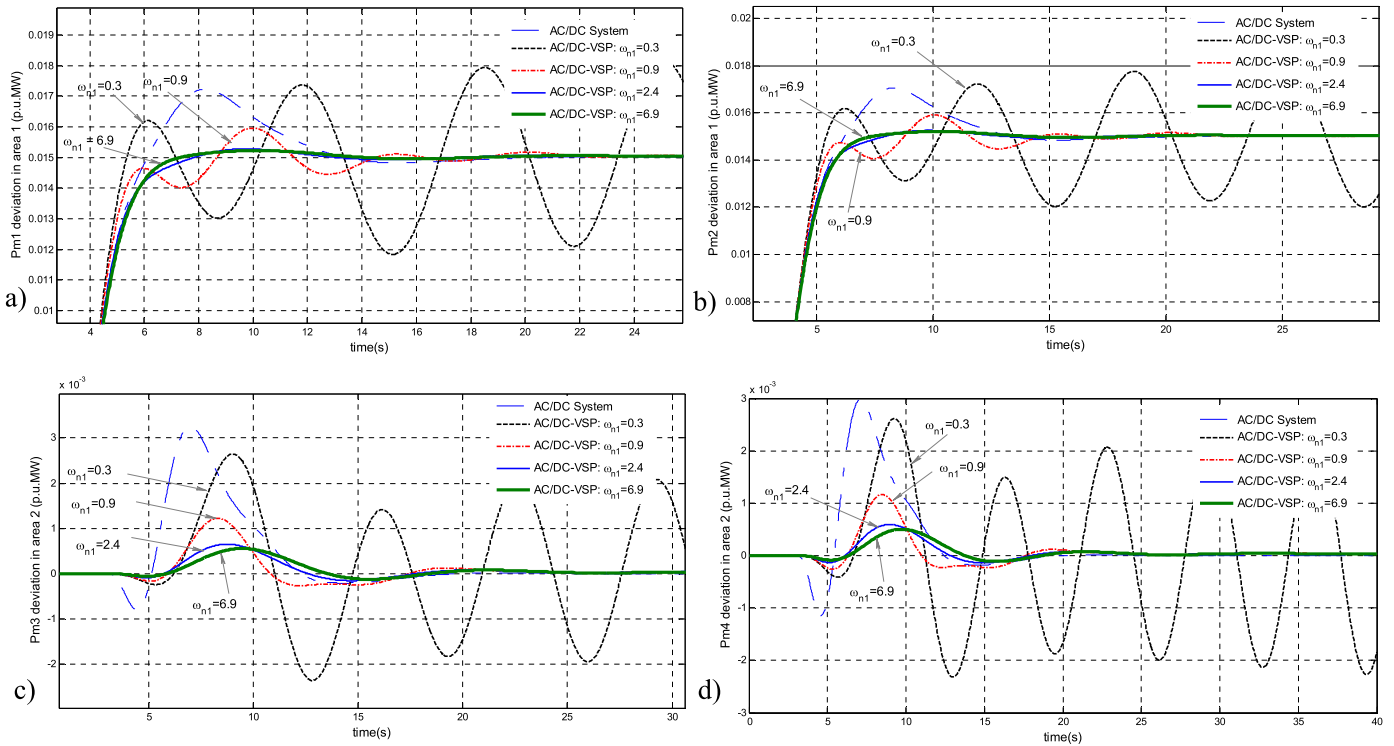 a)
0.019
0.018
0.017
0.016
0.015
0.014
0.013
0.012
0.011
0.01
Pm1 deviation in area 1 (p.u.MW)
4 6 8 10 12 14 16 18 20 22 24
time(s)
AC/DC System
AC/DC-VSP: ωn1=0.3
AC/DC-VSP: ωn1=0.9
AC/DC-VSP: ωn1=2.4
AC/DC-VSP: ωn1=6.9
ωn1=0.3
ωn1=0.9
ωn1=6.9
b)
0.02
0.018
0.016
0.014
0.012
0.01
0.008
Pm2 deviation in area 1 (p.u.MW)
5 10 15 20 25
time(s)
AC/DC System
AC/DC-VSP: ωn1=0.3
AC/DC-VSP: ωn1=0.9
AC/DC-VSP: ωn1=2.4
AC/DC-VSP: ωn1=6.9
ωn1=0.3
ωn1=6.9
ωn1=0.9
c)
x 10-3
3
2
1
0
-1
-2
Pm3 deviation in area 2 (p.u.MW)
5 10 15 20 25 30
time(s)
AC/DC System
AC/DC-VSP: ωn1=0.3
AC/DC-VSP: ωn1=0.9
AC/DC-VSP: ωn1=2.4
AC/DC-VSP: ωn1=6.9
ωn1=0.3
ωn1=0.9
ωn1=2.4
ωn1=6.9
d)
x 10-3
3
2
1
0
-1
-2
-3
Pm4 deviation in area 2 (p.u.MW)
0 5 10 15 20 25 30 35 40
time(s)
AC/DC System
AC/DC-VSP: ωn1=0.3
AC/DC-VSP: ωn1=0.9
AC/DC-VSP: ωn1=2.4
AC/DC-VSP: ωn1=6.9
ωn1=0.3
ωn1=0.9
ωn1=2.4
ωn1=6.9